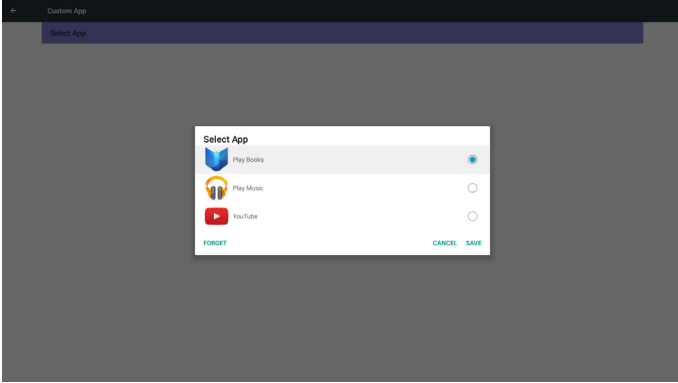 Custom App
Select App
Select App
Play Books
Play Music
YouTube
FORGET CANCEL SAVE